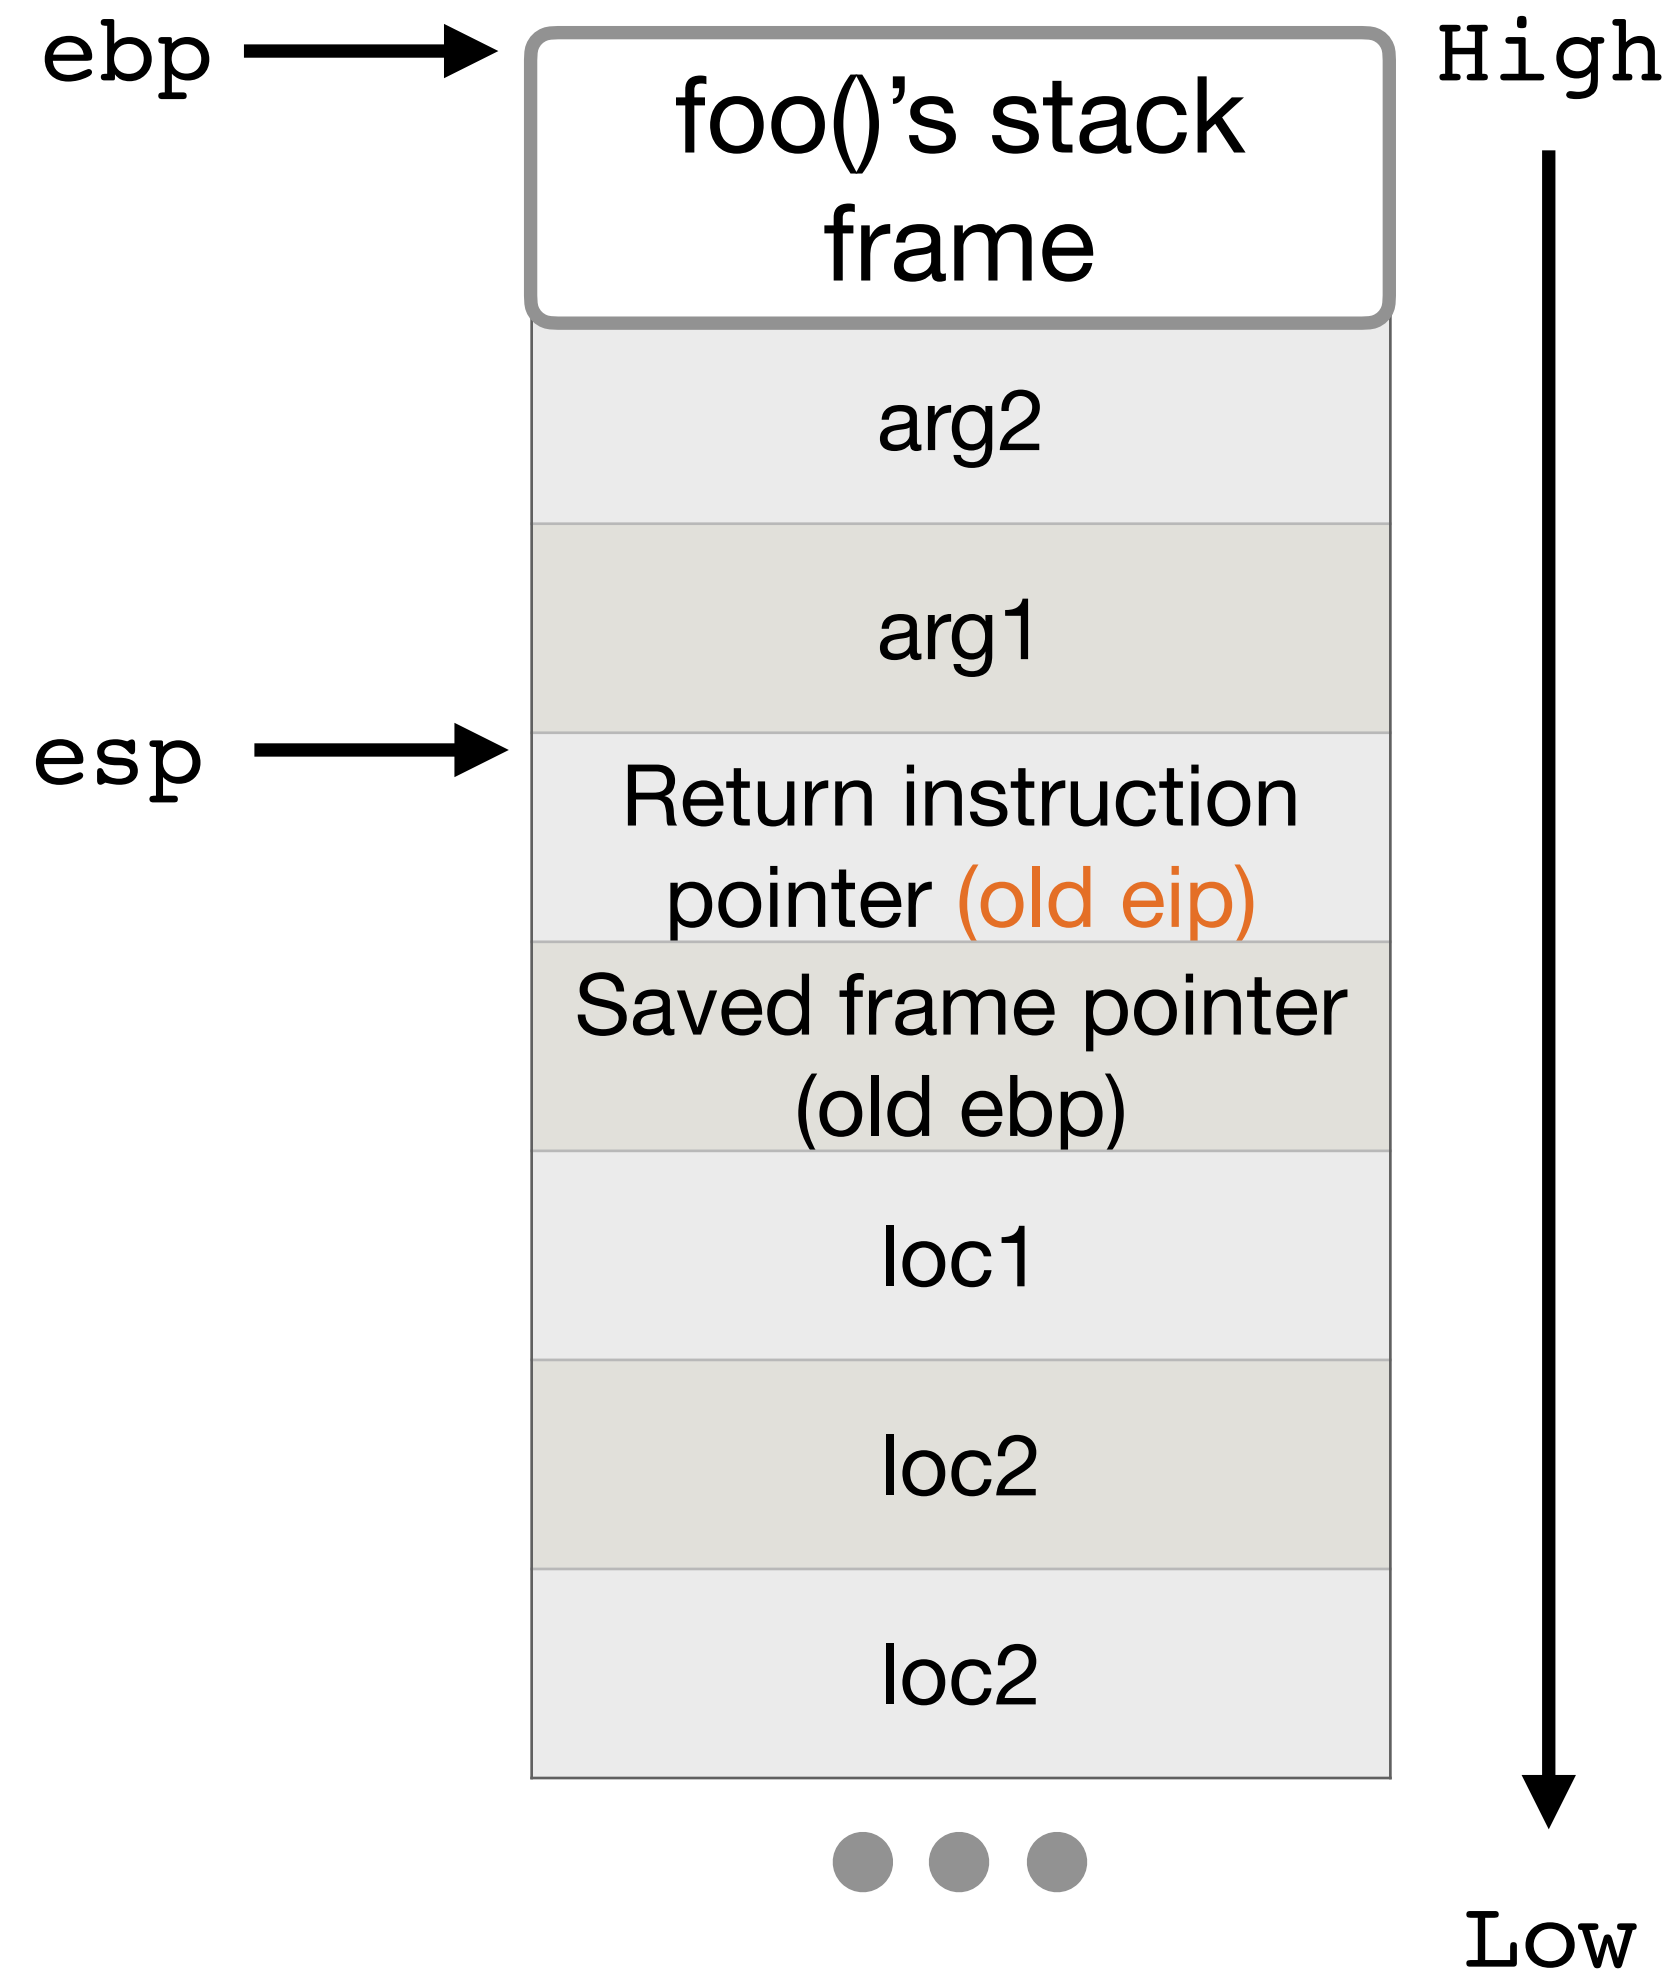 ebp
High
foo()’s stack
frame
arg2
arg1
esp
Return instruction
pointer (old eip)
Saved frame pointer
(old ebp)
loc1
loc2
loc2
Low